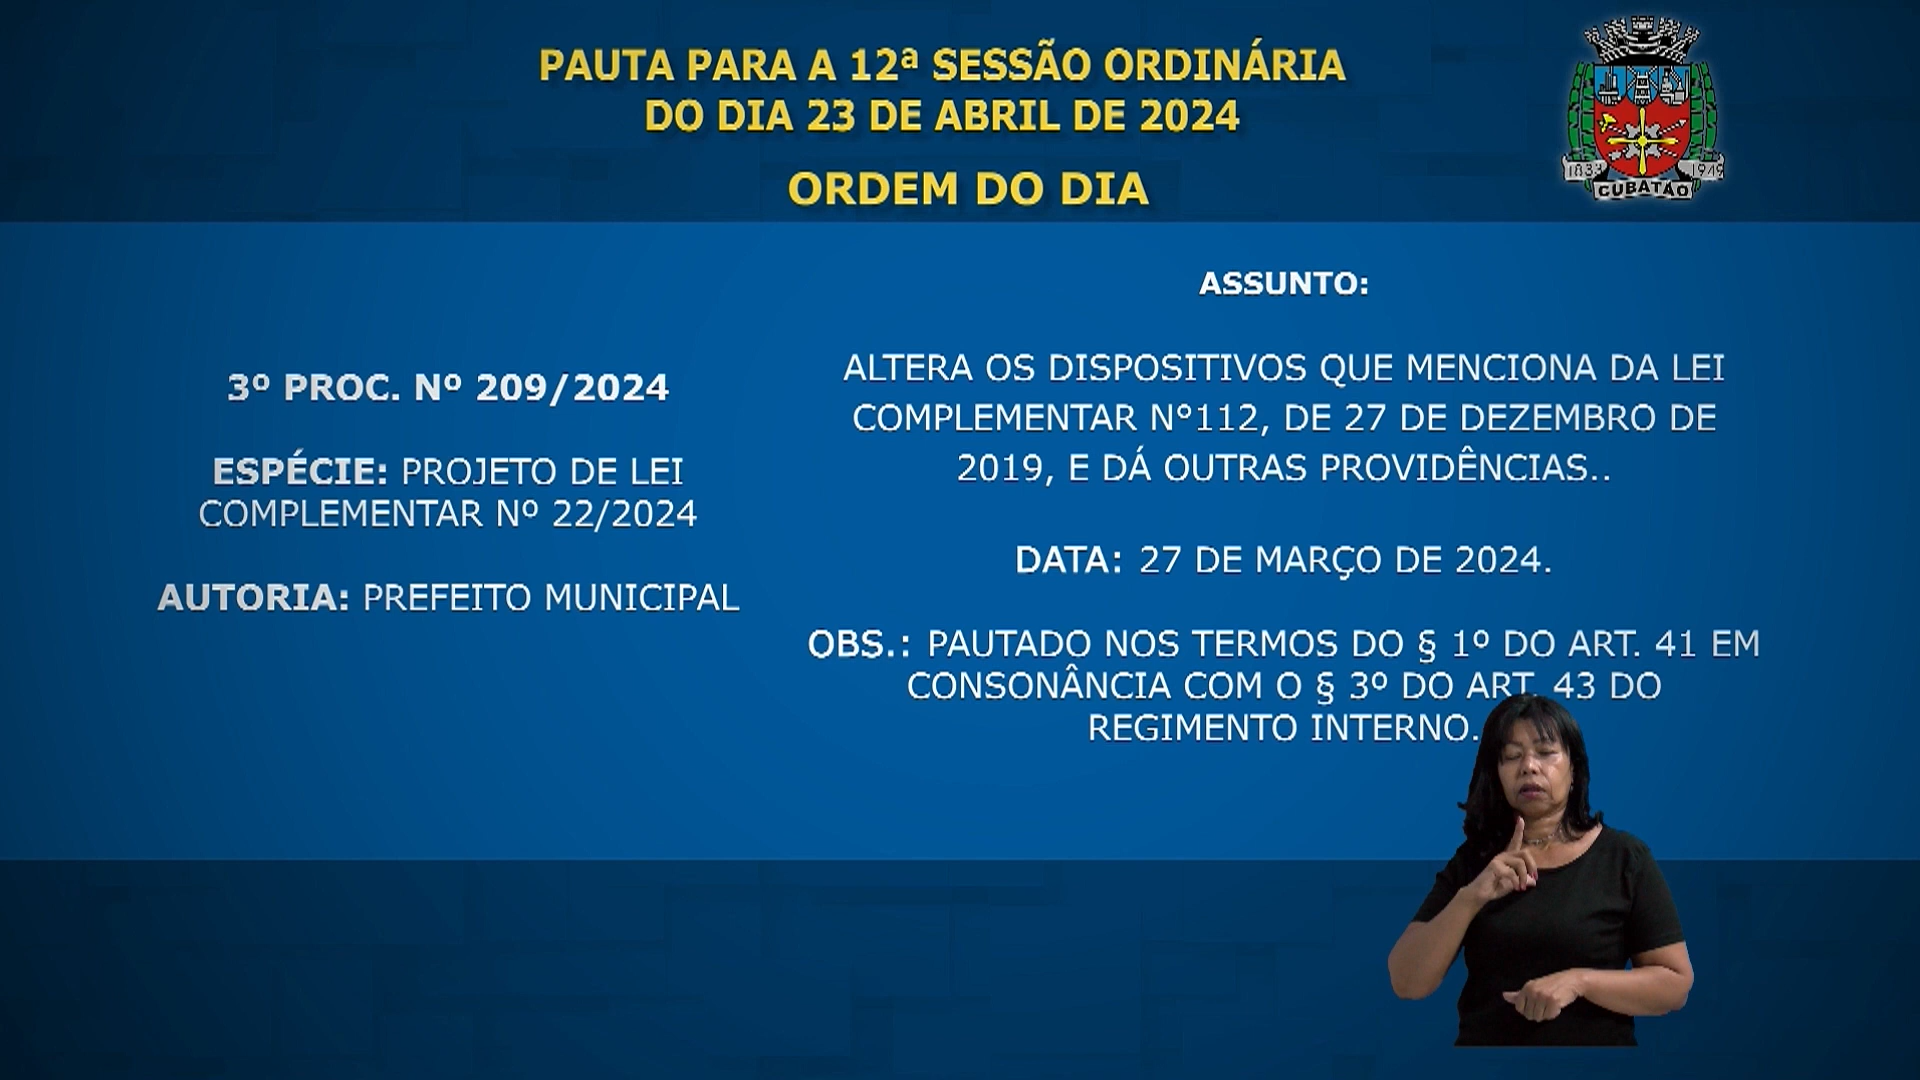 PAUTA PARA A 12ª SESSÃO ORDINÁRIA
DO DIA 23 DE ABRIL DE 2024
ORDEM DO DIA
1833 1949
CUBATÃO
3º PROC. Nº 209/2024
ESPÉCIE: PROJETO DE LEI
COMPLEMENTAR Nº 22/2024
AUTORIA: PREFEITO MUNICIPAL
ASSUNTO:
ALTERA OS DISPOSITIVOS QUE MENCIONA DA LEI
COMPLEMENTAR N°112, DE 27 DE DEZEMBRO DE
2019, E DÁ OUTRAS PROVIDÊNCIAS..
DATA: 27 DE MARÇO DE 2024.
OBS.: PAUTADO NOS TERMOS DO § 1º DO ART. 41 EM
CONSONÂNCIA COM O § 3º DO ART. 43 DO
REGIMENTO INTERNO.